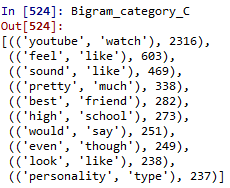 In [524]: Bigram_category_C
Out[524]:
[(('youtube', 'watch'), 2316),
 (('feel', 'like'), 603),
 (('sound', 'like'), 469),
 (('pretty', 'much'), 338),
 (('best', 'friend'), 282),
 (('high', 'school'), 273),
 (('would', 'say'), 251),
 (('even', 'though'), 249),
 (('look', 'like'), 238),
 (('personality', 'type'), 237)]